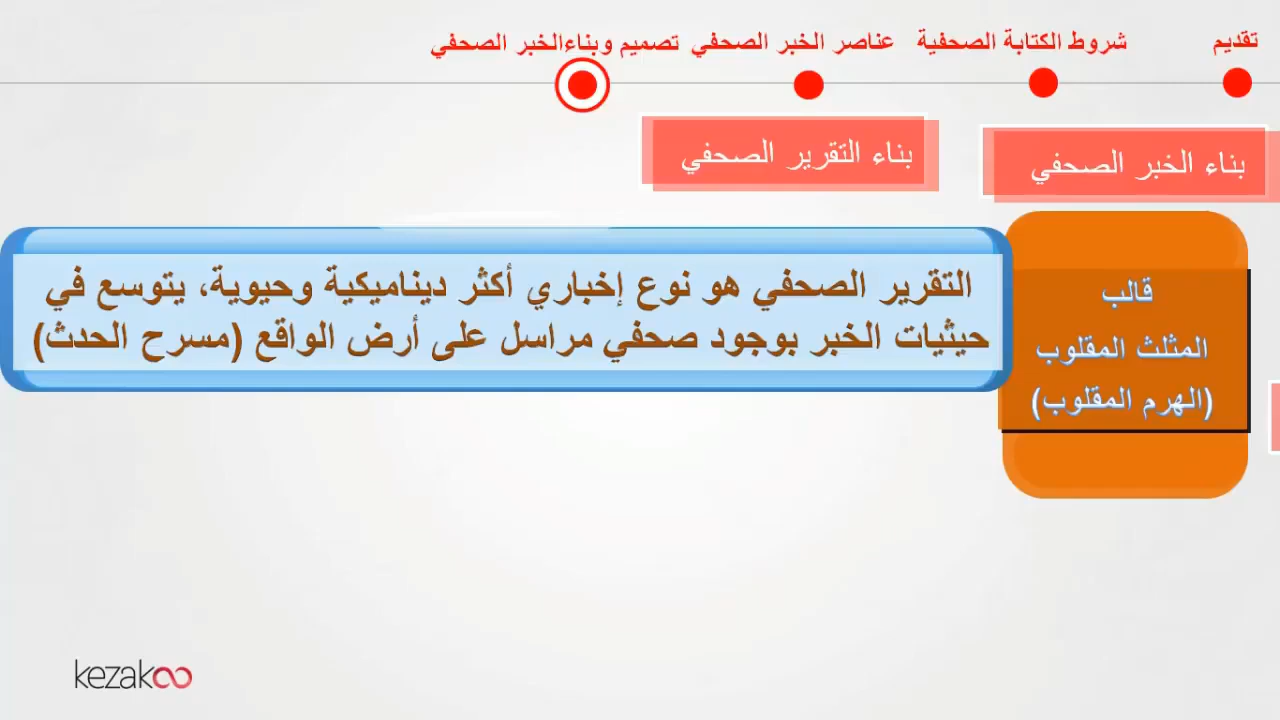 تقديم
شروط الكتابة الصحفية
عناصر الخبر الصحفي
تصميم وبناءالخبر الصحفي
بناء الخبر الصحفي
بناء التقرير الصحفي
قالب
المثلث المقلوب
(الهرم المقلوب)
التقرير الصحفي هو نوع إخباري أكثر ديناميكية وحيوية، يتوسع في
حيثيات الخبر بوجود صحفي مراسل على أرض الواقع (مسرح الحدث)
kezakoo